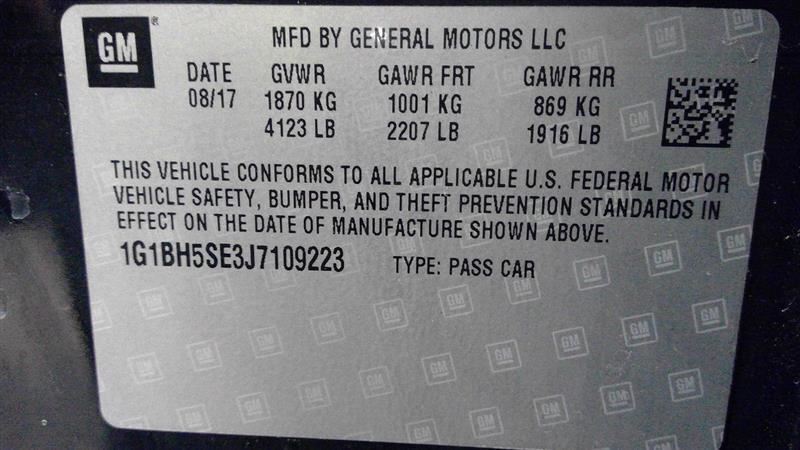 GM ® MFD BY GENERAL MOTORS LLC
DATE GVWR GAWR FRT GAWR RR
08/17 1870 KG 1001 KG 869 KG
4123 LB 2207 LB 1916 LB
THIS VEHICLE CONFORMS TO ALL APPLICABLE U.S. FEDERAL MOTOR
VEHICLE SAFETY, BUMPER, AND THEFT PREVENTION STANDARDS IN
EFFECT ON THE DATE OF MANUFACTURE SHOWN ABOVE.
1G1BH5SE3J7109223 TYPE: PASS CAR